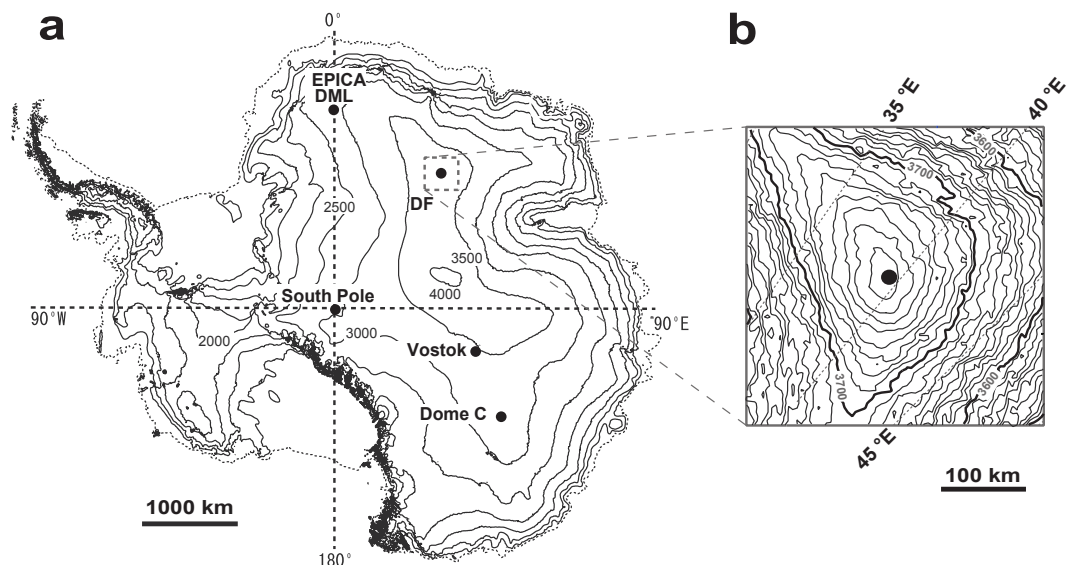 a
0°
EPICA
DML
DF
2500
3500
4000
South Pole
90°W
90°E
2000
3000
Vostok
Dome C
1000 km
180°
b
35 °E
40 °E
3600
3700
3700
3600
45 °E
100 km